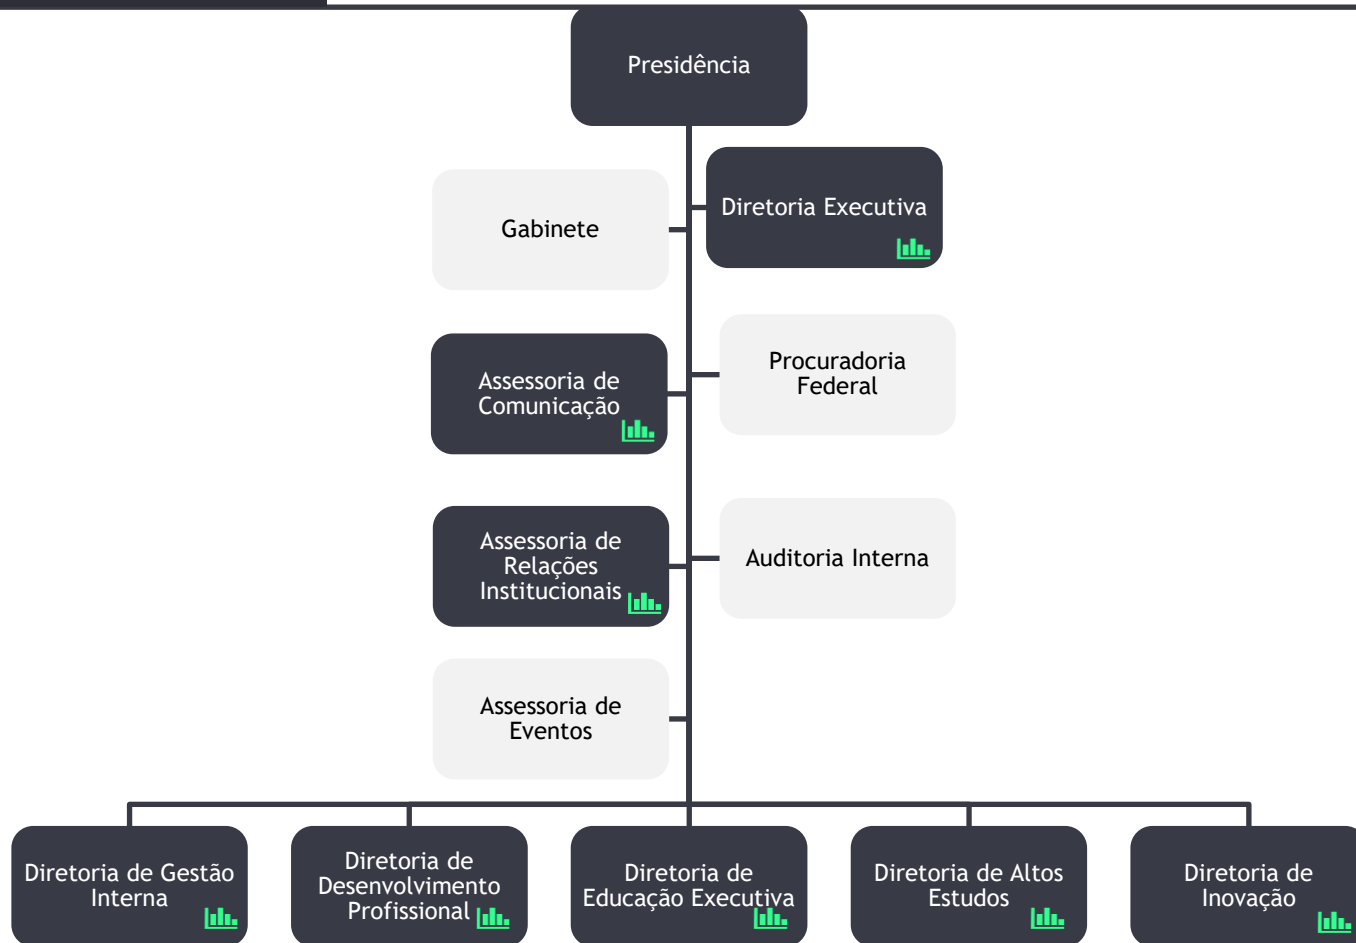 Presidência
Diretoria Executiva
Gabinete
Procuradoria
Federal
Assessoria de
Comunicação
Assessoria de
Relações
Institucionais
Auditoria Interna
Assessoria de
Eventos
Diretoria de Gestão
Interna
Diretoria de
Desenvolvimento
Profissional
Diretoria de
Educação Executiva
Diretoria de Altos
Estudos
Diretoria de
Inovação